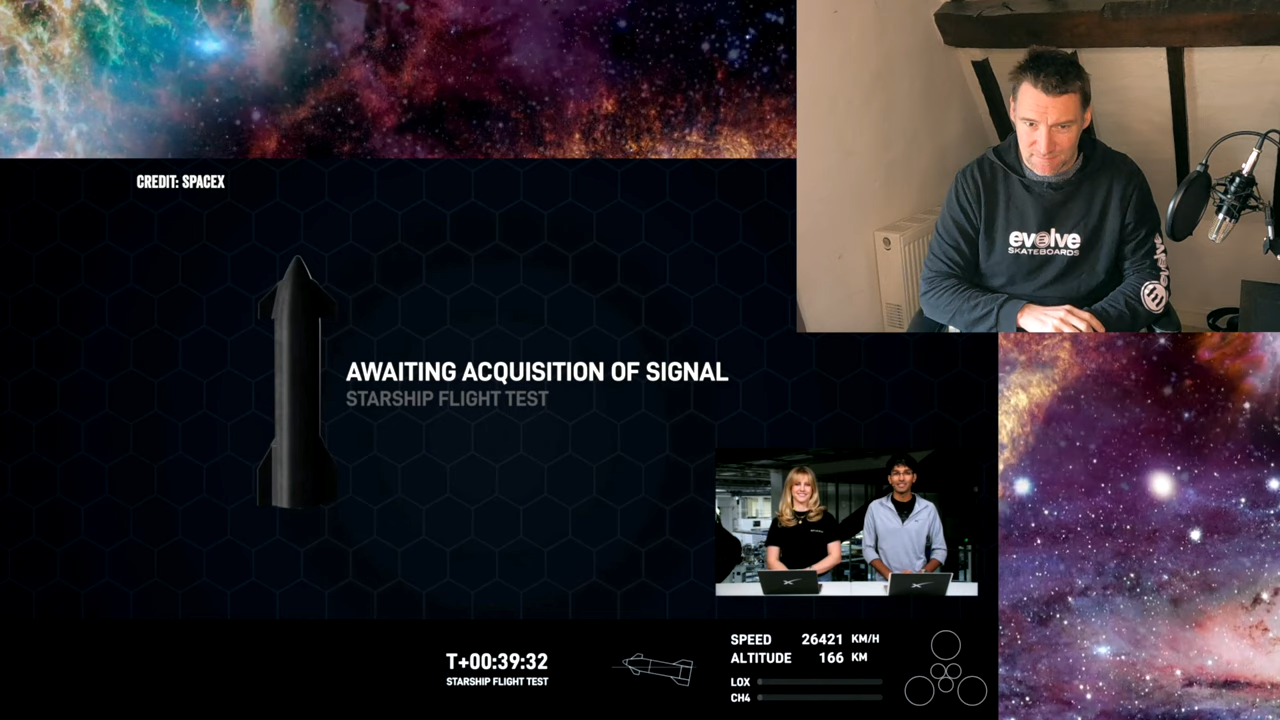 CREDIT: SPACEX
evolve
SKATEBOARDS
AWAITING ACQUISITION OF SIGNAL
STARSHIP FLIGHT TEST
T+00:39:32
STARSHIP FLIGHT TEST
SPEED 26421 KM/H
ALTITUDE 166 KM
LOX
CH4